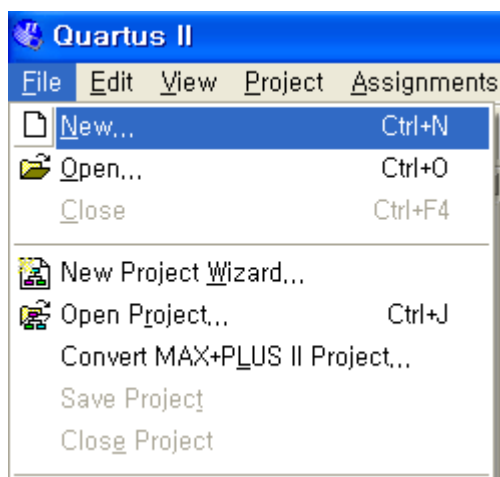 Quartus II
File Edit View Project Assignments
New... Ctrl+N
Open... Ctrl+O
Close Ctrl+F4
New Project Wizard...
Open Project... Ctrl+J
Convert MAX+PLUS II Project...
Save Project
Close Project